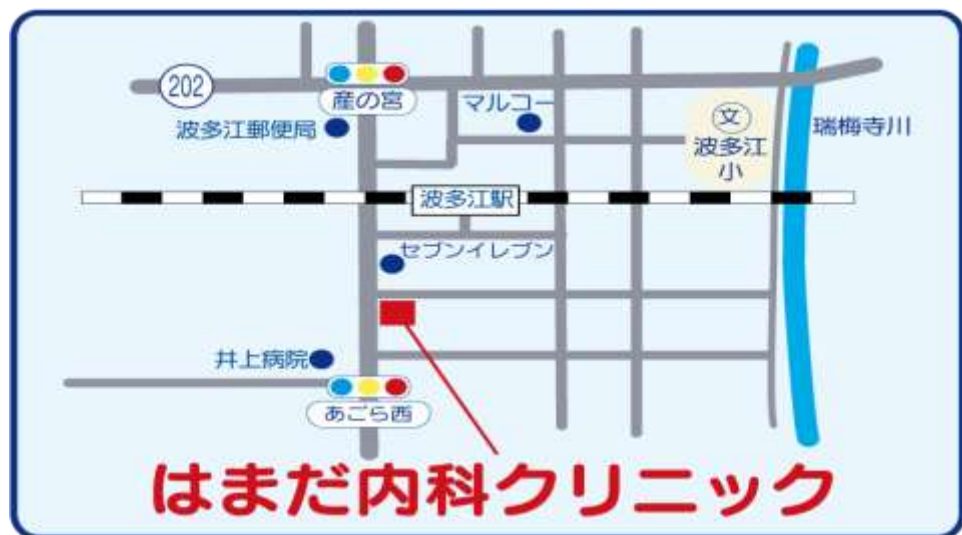 202
産の宮
マルコー
波多江郵便局
文
波多江
小
瑞梅寺川
波多江駅
セブンイレブン
井上病院
あごら西
はまだ内科クリニック